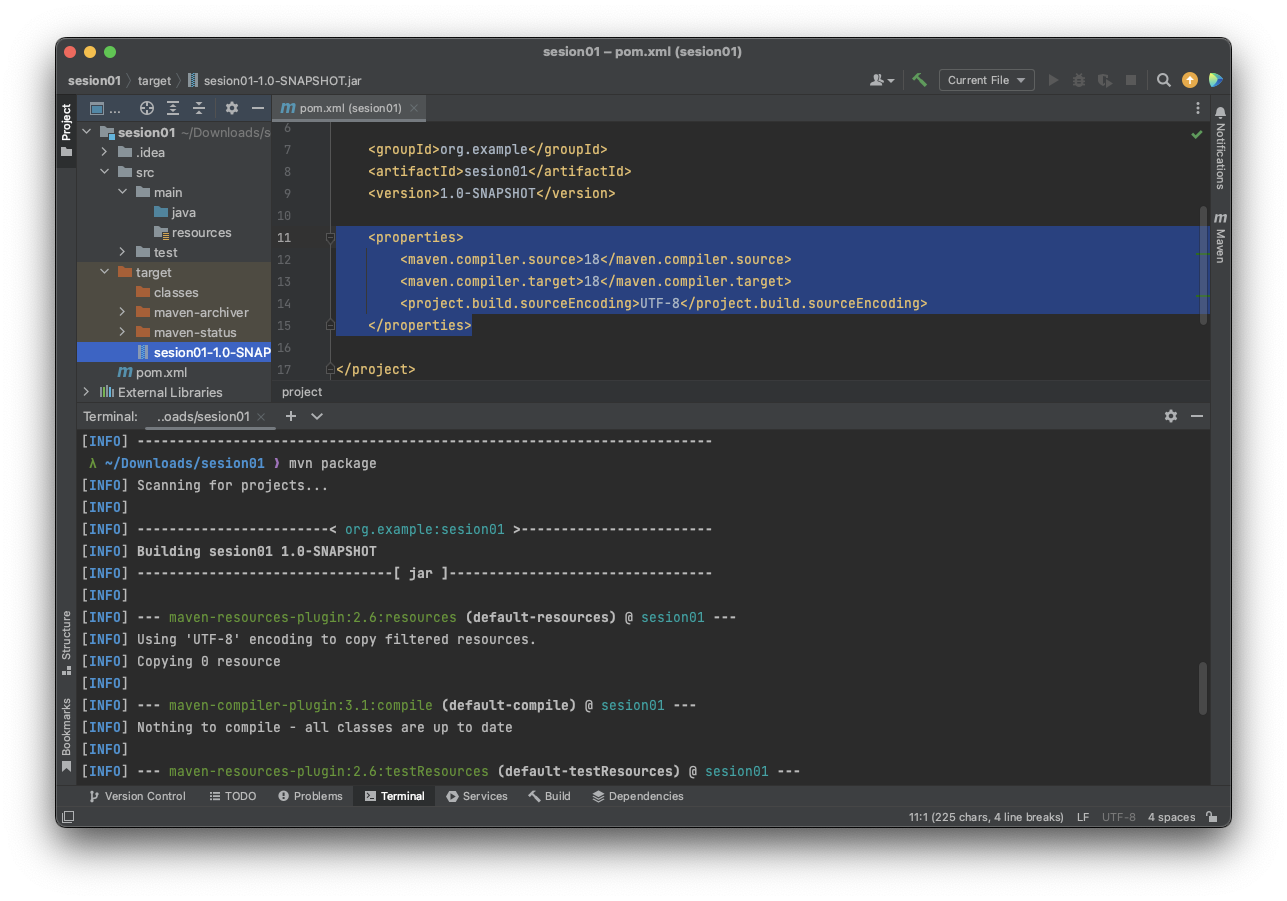 sesion01 – pom.xml (sesion01)
sesion01 target sesion01-1.0-SNAPSHOT.jar
Current File
Project
...
pom.xml (sesion01)
sesion01 ~/Downloads/s
.idea
src
main
java
resources
test
target
classes
maven-archiver
maven-status
sesion01-1.0-SNAP
pom.xml
External Libraries
6
7 <groupId>org.example</groupId>
8 <artifactId>sesion01</artifactId>
9 <version>1.0-SNAPSHOT</version>
10
11 <properties>
12 <maven.compiler.source>18</maven.compiler.source>
13 <maven.compiler.target>18</maven.compiler.target>
14 <project.build.sourceEncoding>UTF-8</project.build.sourceEncoding>
15 </properties>
16
17 </project>
project
Notifications
Maven
Terminal: ..oads/sesion01
[INFO] ------------------------------------------------------------------------
λ ~/Downloads/sesion01 ❯ mvn package
[INFO] Scanning for projects...
[INFO]
[INFO] ------------------------< org.example:sesion01 >------------------------
[INFO] Building sesion01 1.0-SNAPSHOT
[INFO] --------------------------------[ jar ]---------------------------------
[INFO]
[INFO] --- maven-resources-plugin:2.6:resources (default-resources) @ sesion01 ---
[INFO] Using 'UTF-8' encoding to copy filtered resources.
[INFO] Copying 0 resource
[INFO]
[INFO] --- maven-compiler-plugin:3.1:compile (default-compile) @ sesion01 ---
[INFO] Nothing to compile - all classes are up to date
[INFO]
[INFO] --- maven-resources-plugin:2.6:testResources (default-testResources) @ sesion01 ---
Structure
Bookmarks
Version Control TODO Problems Terminal Services Build Dependencies
11:1 (225 chars, 4 line breaks) LF UTF-8 4 spaces